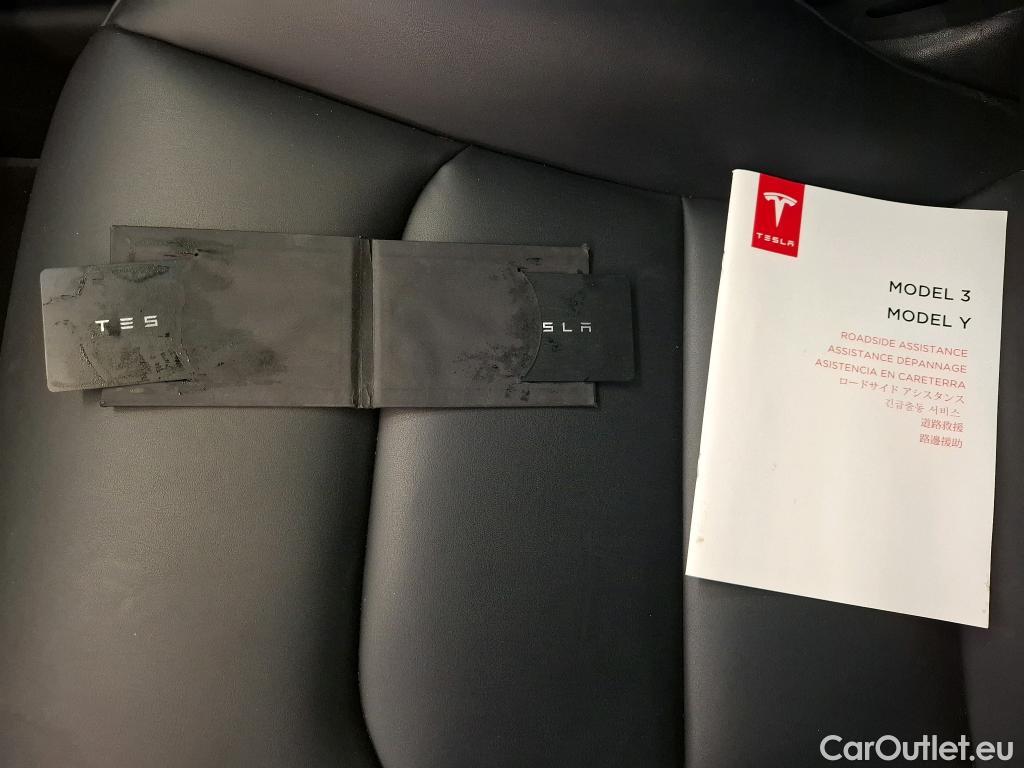 TES
SLA
TESLA
MODEL 3
MODEL Y
ROADSIDE ASSISTANCE
ASSISTANCE DÉPANNAGE
ASISTENCIA EN CARETERRA
ロードサイド アシスタンス
긴급출동 서비스
道路救援
路邊援助
CarOutlet.eu